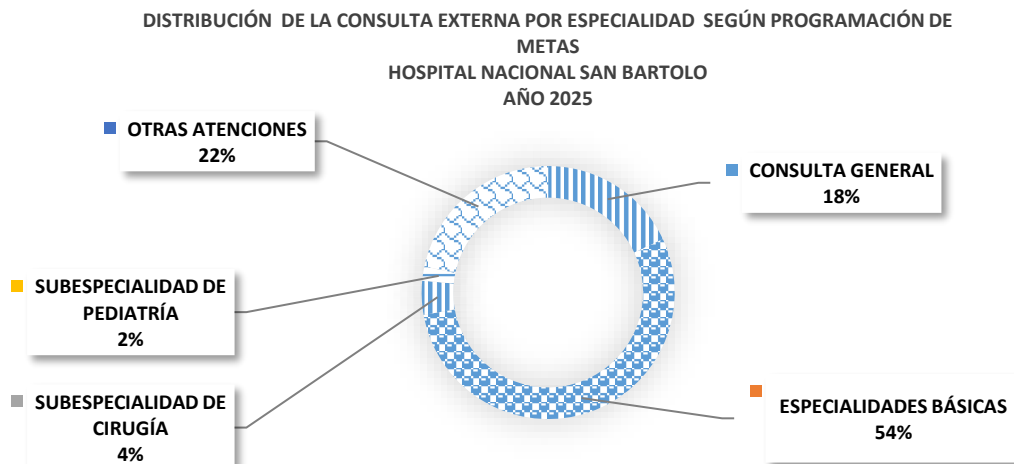 DISTRIBUCIÓN DE LA CONSULTA EXTERNA POR ESPECIALIDAD SEGÚN PROGRAMACIÓN DE
METAS
HOSPITAL NACIONAL SAN BARTOLO
AÑO 2025
OTRAS ATENCIONES
22%
CONSULTA GENERAL
18%
SUBESPECIALIDAD DE
PEDIATRÍA
2%
SUBESPECIALIDAD DE
CIRUGÍA
4%
ESPECIALIDADES BÁSICAS
54%